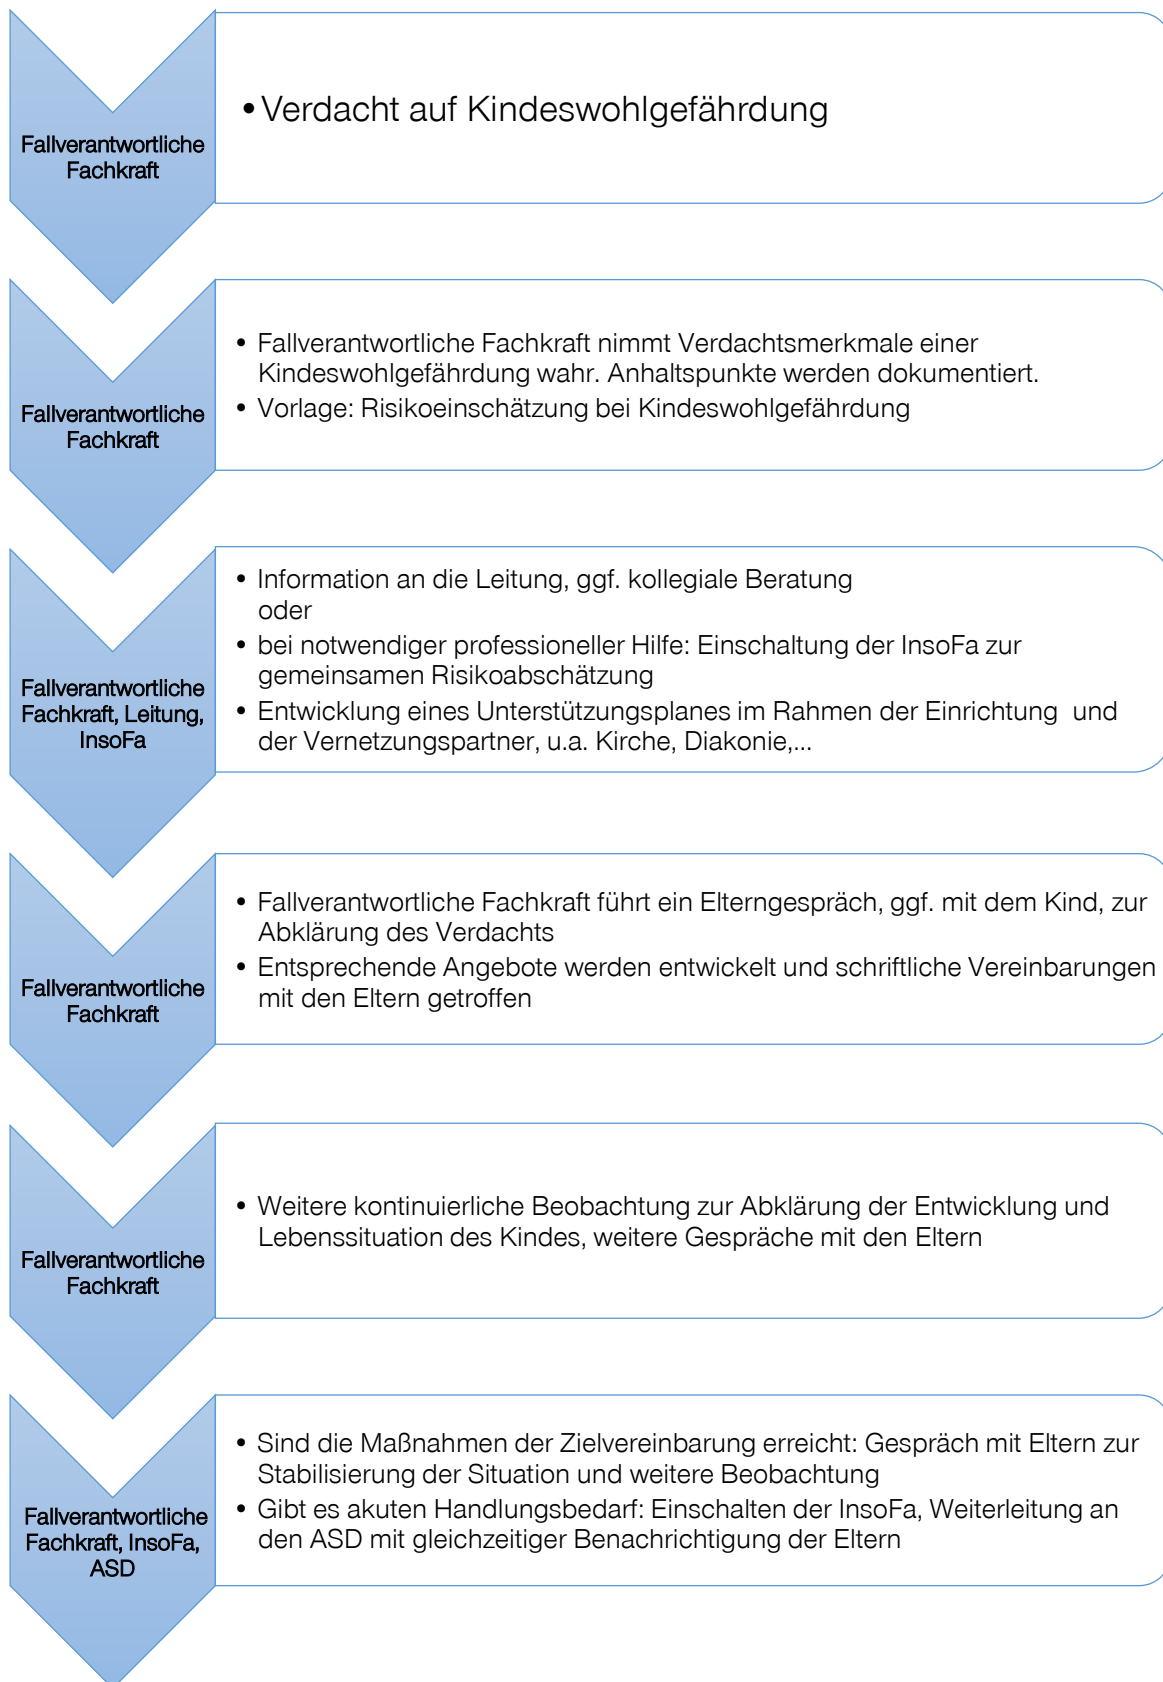 Fallverantwortliche
Fachkraft
• Verdacht auf Kindeswohlgefährdung
Fallverantwortliche
Fachkraft
• Fallverantwortliche Fachkraft nimmt Verdachtsmerkmale einer
Kindeswohlgefährdung wahr. Anhaltspunkte werden dokumentiert.
• Vorlage: Risikoeinschätzung bei Kindeswohlgefährdung
Fallverantwortliche
Fachkraft, Leitung,
InsoFa
• Information an die Leitung, ggf. kollegiale Beratung
oder
• bei notwendiger professioneller Hilfe: Einschaltung der InsoFa zur
gemeinsamen Risikoabschätzung
• Entwicklung eines Unterstützungsplanes im Rahmen der Einrichtung und
der Vernetzungspartner, u.a. Kirche, Diakonie,...
Fallverantwortliche
Fachkraft
• Fallverantwortliche Fachkraft führt ein Elterngespräch, ggf. mit dem Kind, zur
Abklärung des Verdachts
• Entsprechende Angebote werden entwickelt und schriftliche Vereinbarungen
mit den Eltern getroffen
Fallverantwortliche
Fachkraft
• Weitere kontinuierliche Beobachtung zur Abklärung der Entwicklung und
Lebenssituation des Kindes, weitere Gespräche mit den Eltern
Fallverantwortliche
Fachkraft, InsoFa,
ASD
• Sind die Maßnahmen der Zielvereinbarung erreicht: Gespräch mit Eltern zur
Stabilisierung der Situation und weitere Beobachtung
• Gibt es akuten Handlungsbedarf: Einschalten der InsoFa, Weiterleitung an
den ASD mit gleichzeitiger Benachrichtigung der Eltern